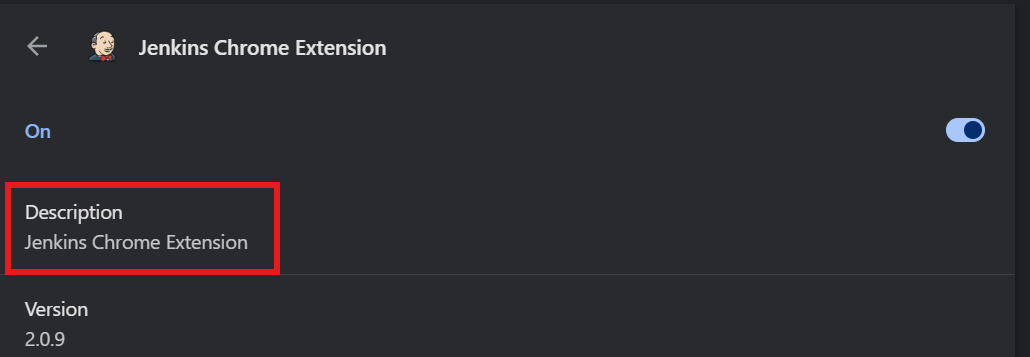 Jenkins Chrome Extension
On
Description
Jenkins Chrome Extension
Version
2.0.9